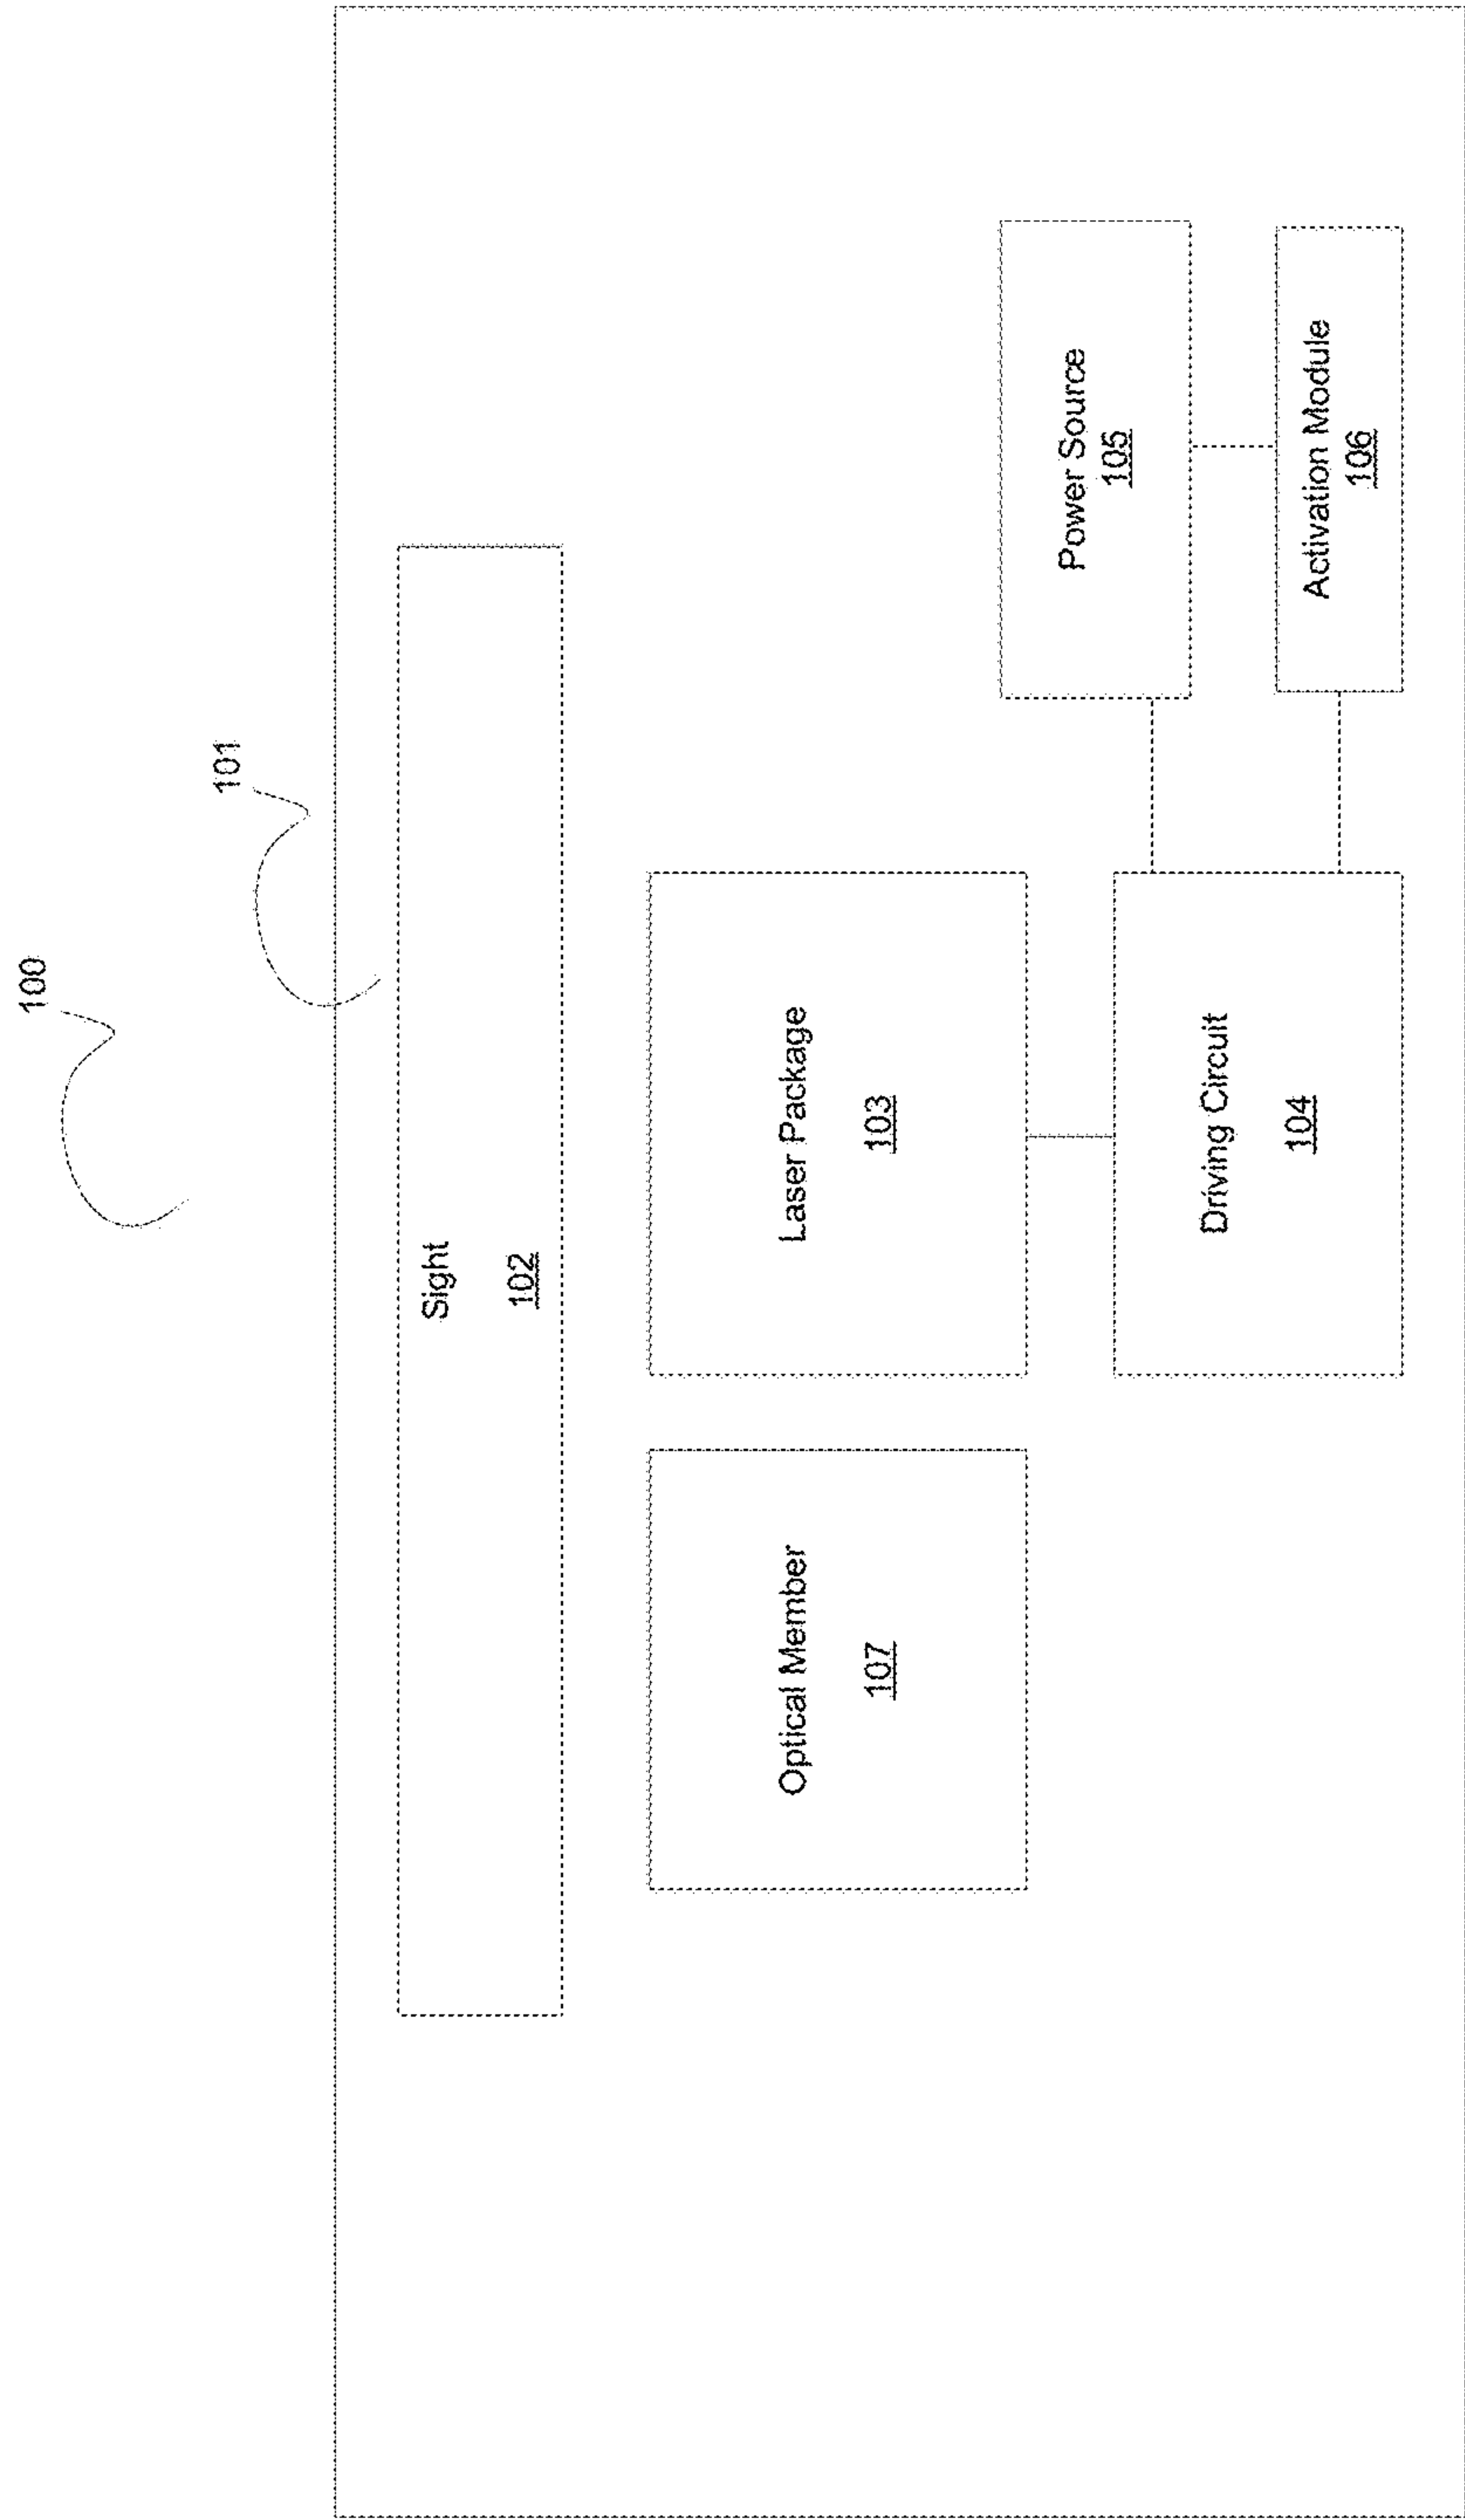 100
101
Sight
102
Optical Member
107
Laser Package
103
Power Source
105
Driving Circuit
104
Activation Module
106